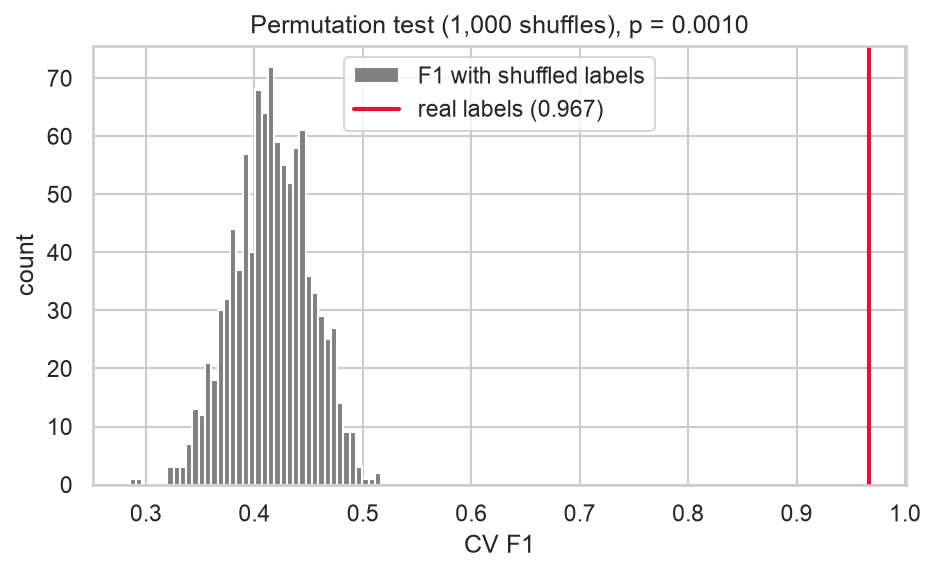 Permutation test (1,000 shuffles), p = 0.0010
F1 with shuffled labels
real labels (0.967)
count
70
60
50
40
30
20
10
0
0.3 0.4 0.5 0.6 0.7 0.8 0.9 1.0
CV F1